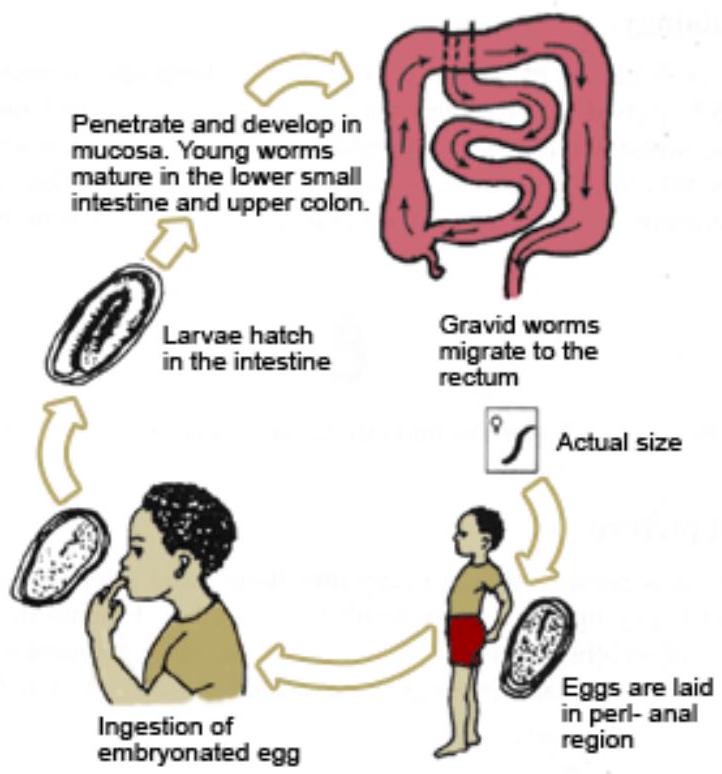 Penetrate and develop in
mucosa. Young worms
mature in the lower small
intestine and upper colon.
Larvae hatch
in the intestine
Gravid worms
migrate to the
rectum
Actual size
Eggs are laid
in perl- anal
region
Ingestion of
embryonated egg